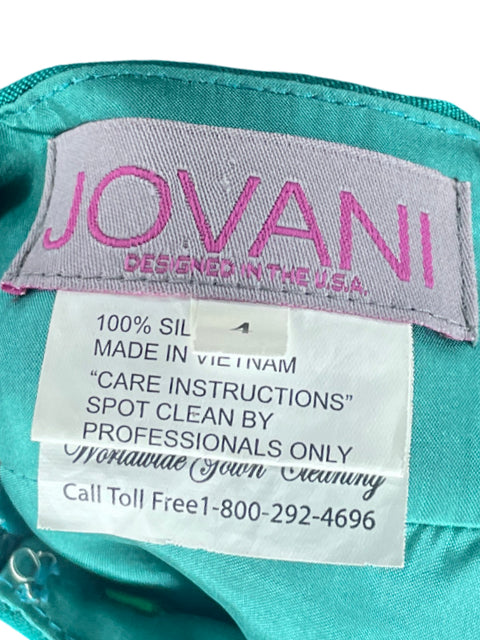 JOVANI
DESIGNED IN THE U.S.A.
4
100% SIL
MADE IN VIETNAM
“CARE INSTRUCTIONS”
SPOT CLEAN BY
PROFESSIONALS ONLY
Worldwide Gown Cleaning
Call Toll Free1-800-292-4696